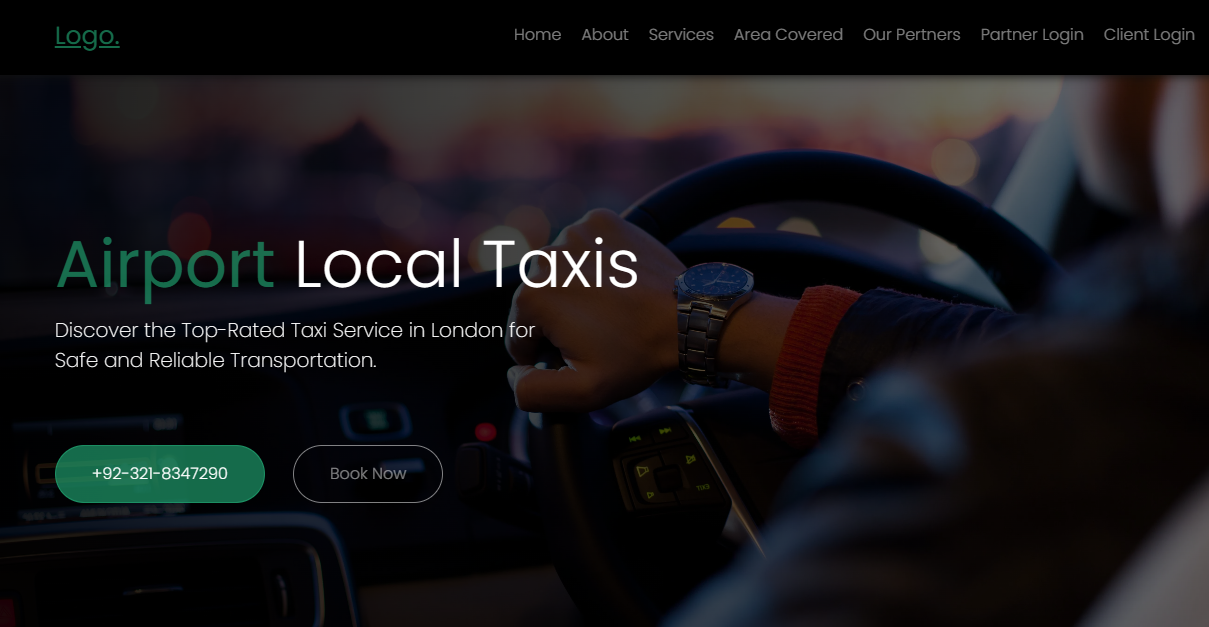 Logo.
Home About Services Area Covered Our Pertners Partner Login Client Login
Airport Local Taxis
Discover the Top-Rated Taxi Service in London for
Safe and Reliable Transportation.
+92-321-8347290
Book Now